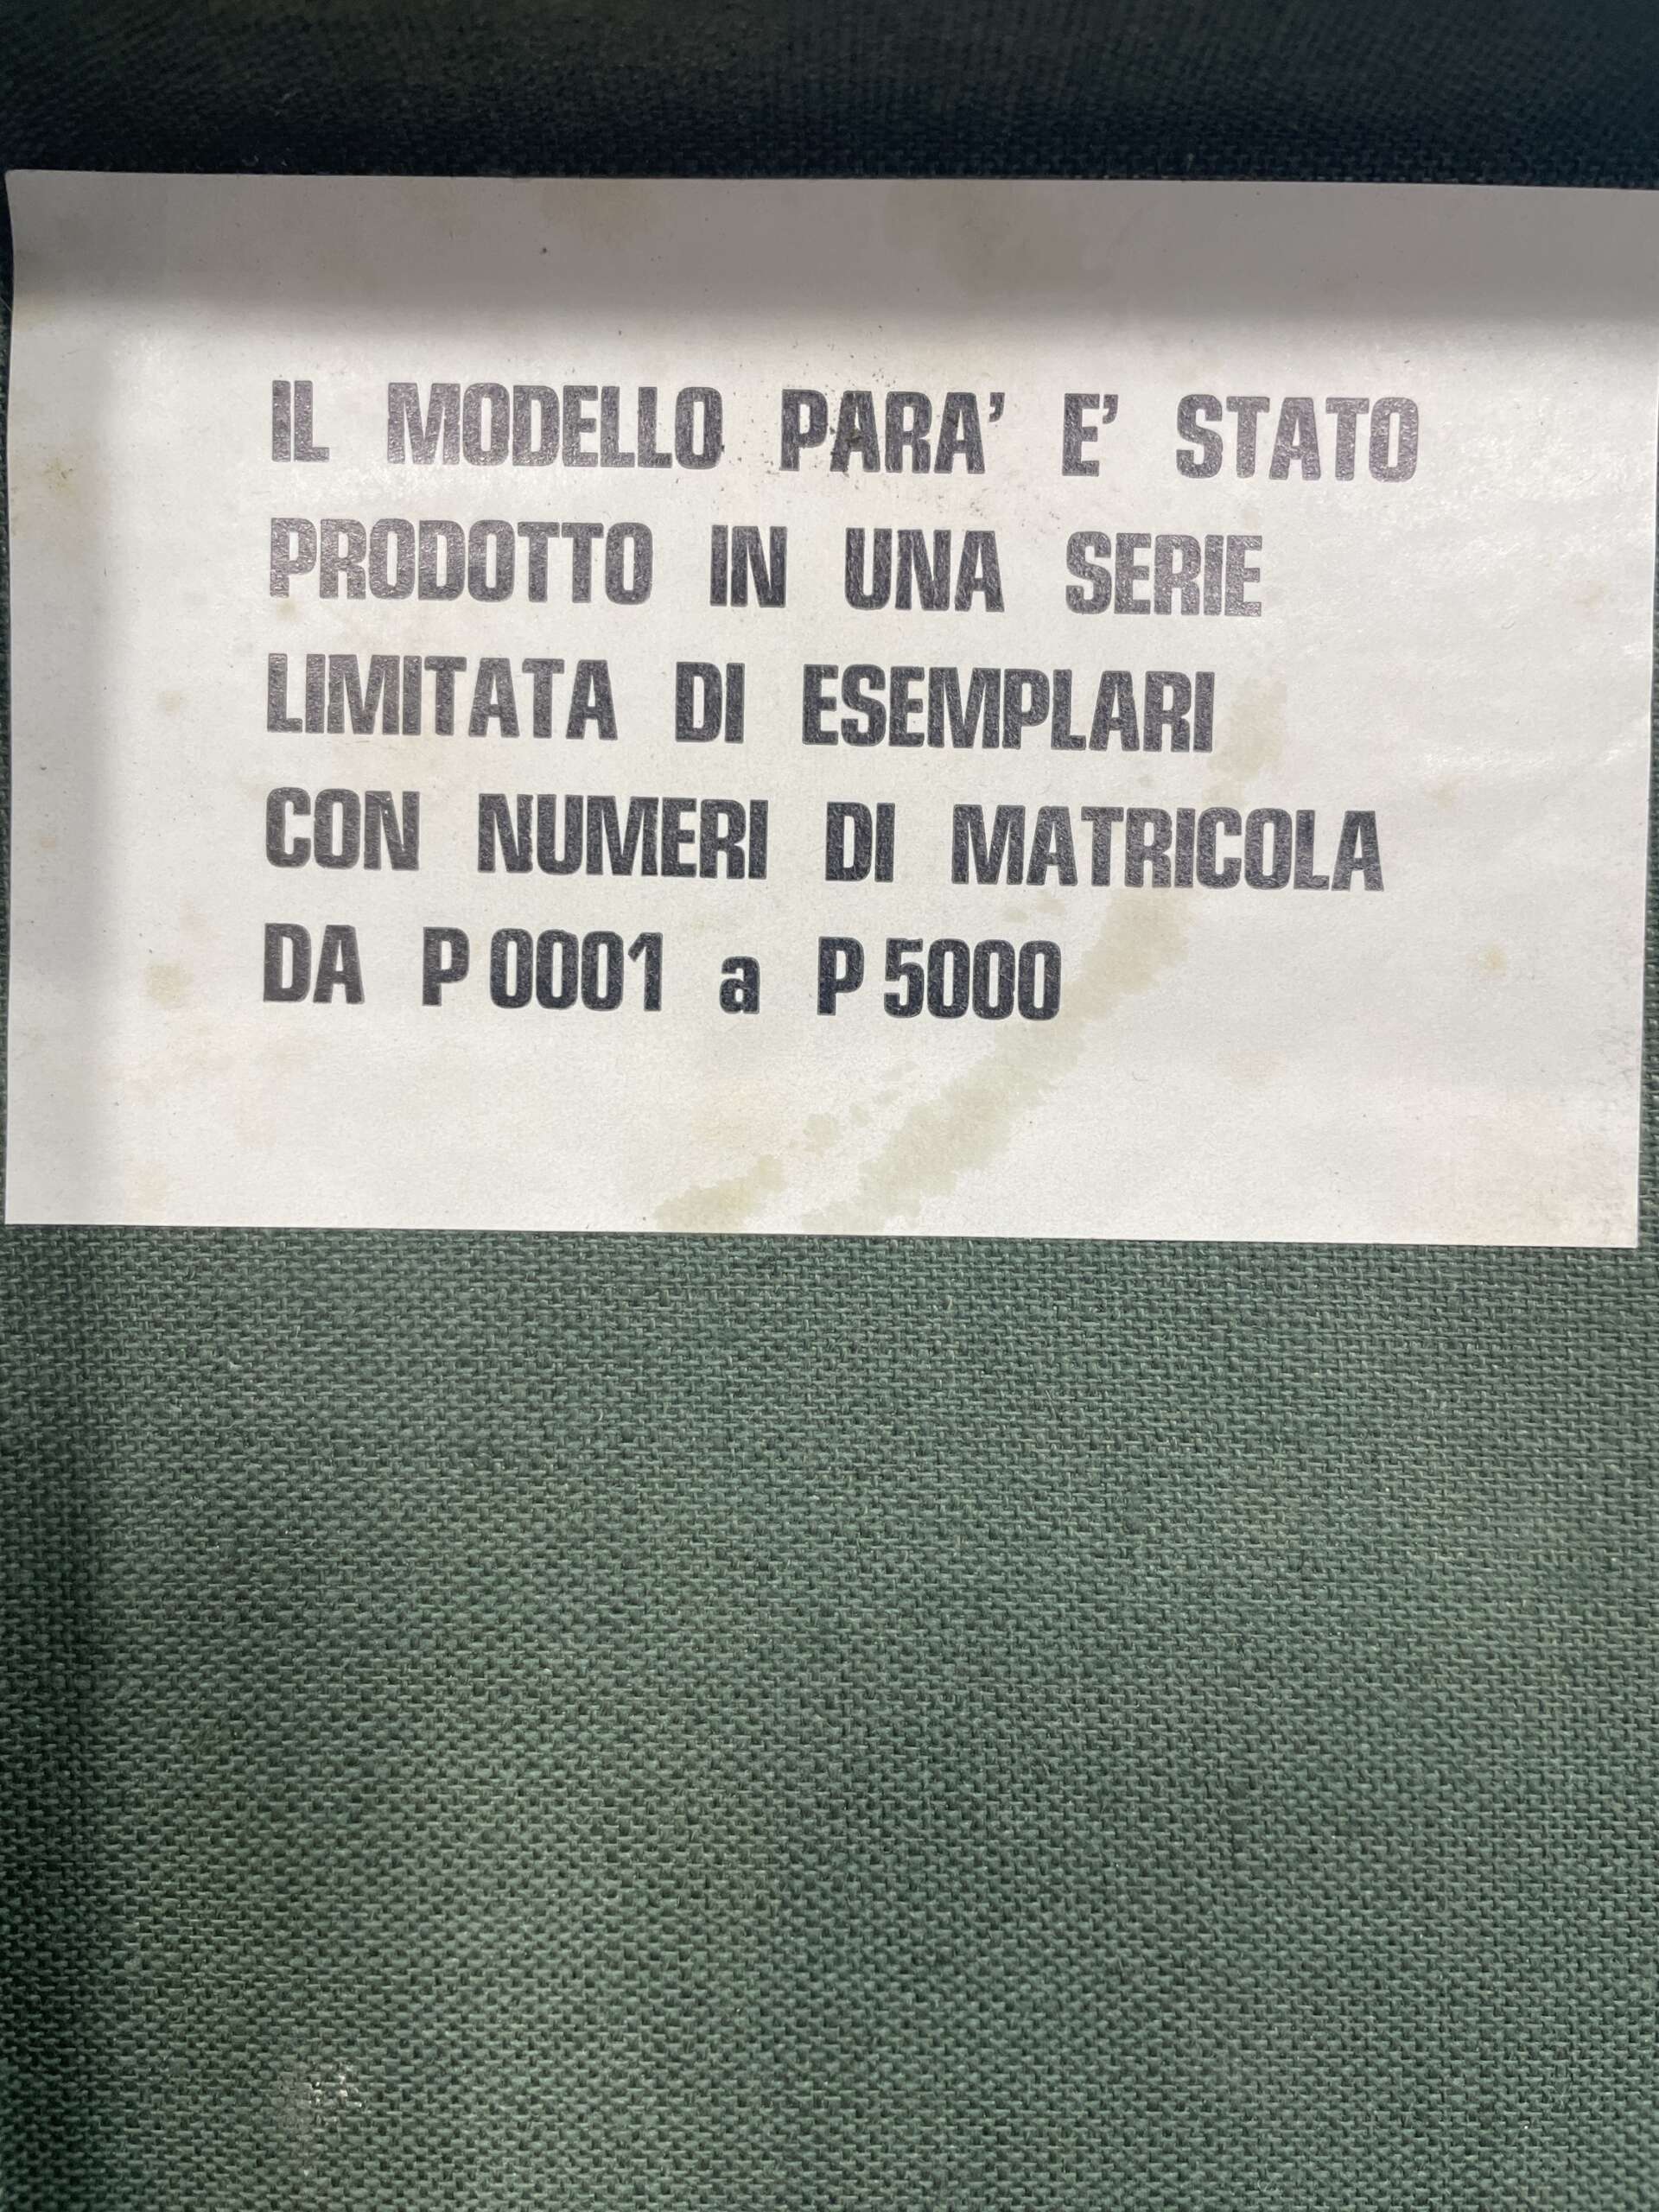 IL MODELLO PARA' E' STATO
PRODOTTO IN UNA SERIE
LIMITATA DI ESEMPLARI
CON NUMERI DI MATRICOLA
DA P 0001 a P 5000